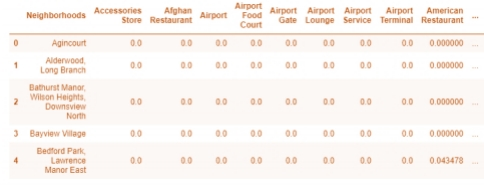 Neighborhoods Accessories Store Afghan Restaurant Airport Airport Food Court Airport Gate Airport Lounge Airport Service Airport Terminal American Restaurant ...
0 Agincourt 0.0 0.0 0.0 0.0 0.0 0.0 0.0 0.0 0.000000 ...
1 Alderwood, Long Branch 0.0 0.0 0.0 0.0 0.0 0.0 0.0 0.0 0.000000 ...
2 Bathurst Manor, Wilson Heights, Downsview North 0.0 0.0 0.0 0.0 0.0 0.0 0.0 0.0 0.000000 ...
3 Bayview Village 0.0 0.0 0.0 0.0 0.0 0.0 0.0 0.0 0.000000 ...
4 Bedford Park, Lawrence Manor East 0.0 0.0 0.0 0.0 0.0 0.0 0.0 0.0 0.043478 ...